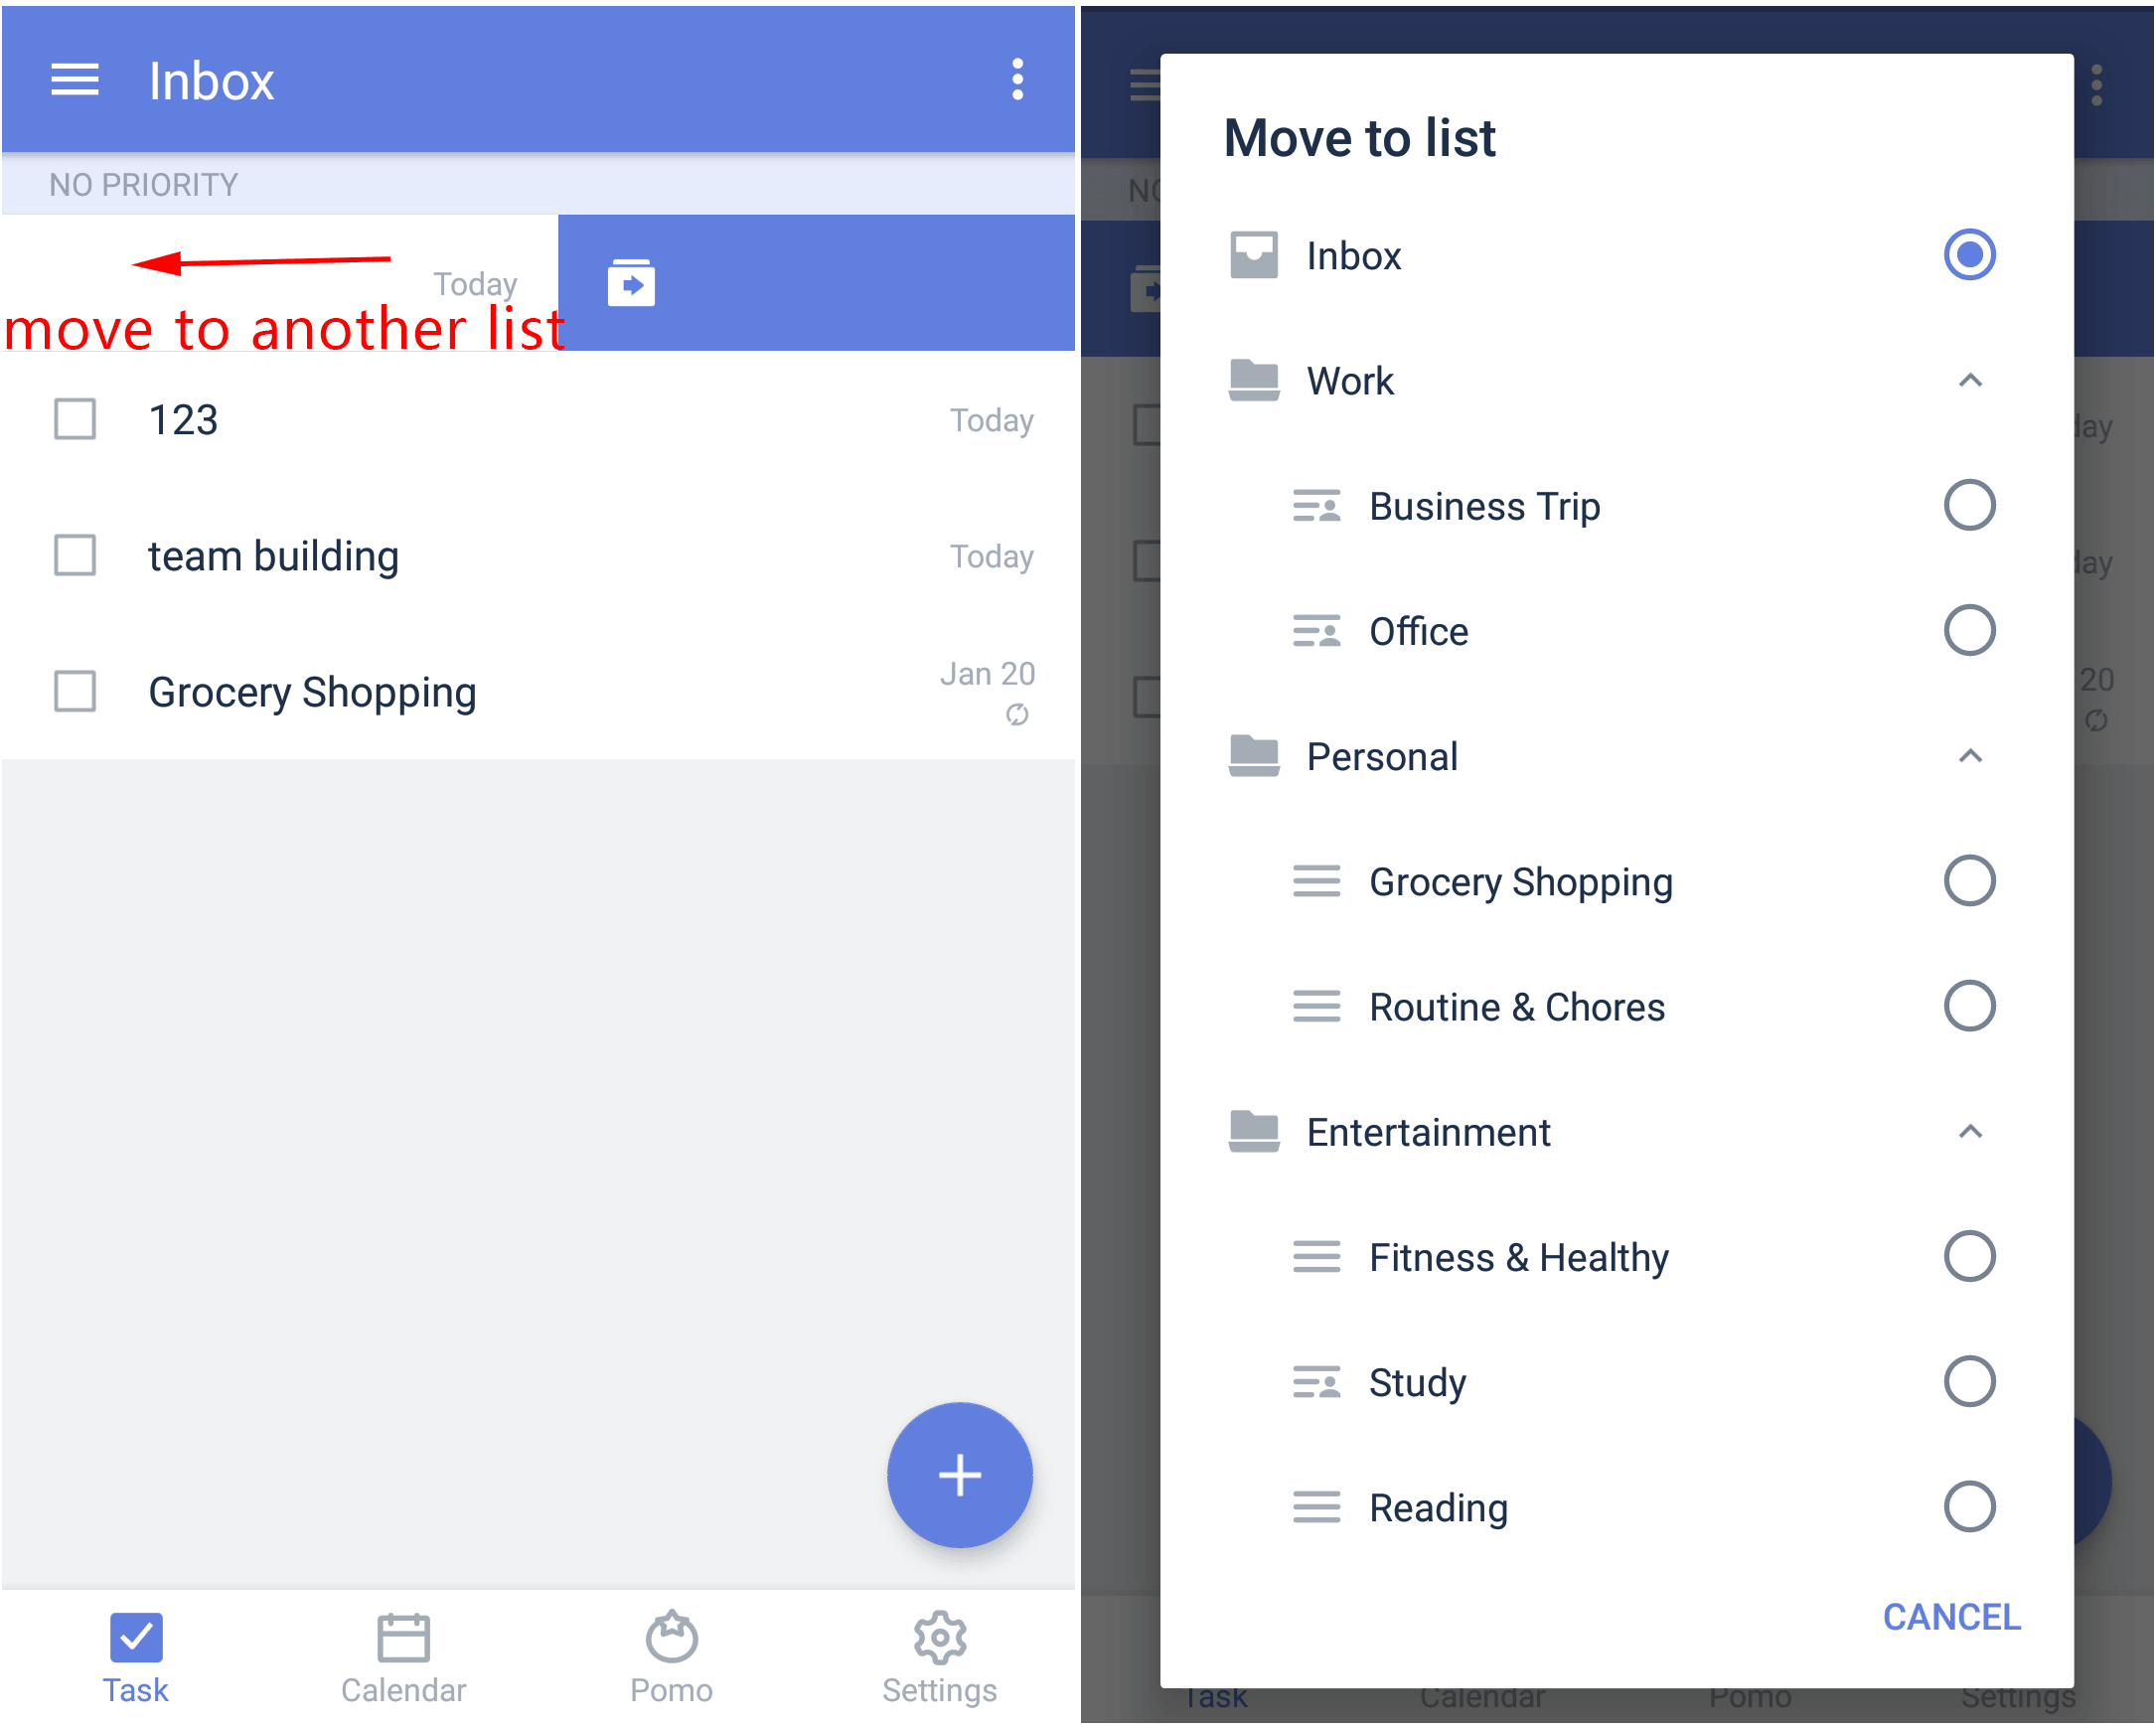 Inbox
NO PRIORITY
Today
move to another list
123
Today
team building
Today
Grocery Shopping
Jan 20
Task
Calendar
Pomo
Settings
Move to list
Inbox
Work
Business Trip
Office
Personal
Grocery Shopping
Routine & Chores
Entertainment
Fitness & Healthy
Study
Reading
CANCEL
NO
day
day
20
Task
Calendar
Pomo
Settings